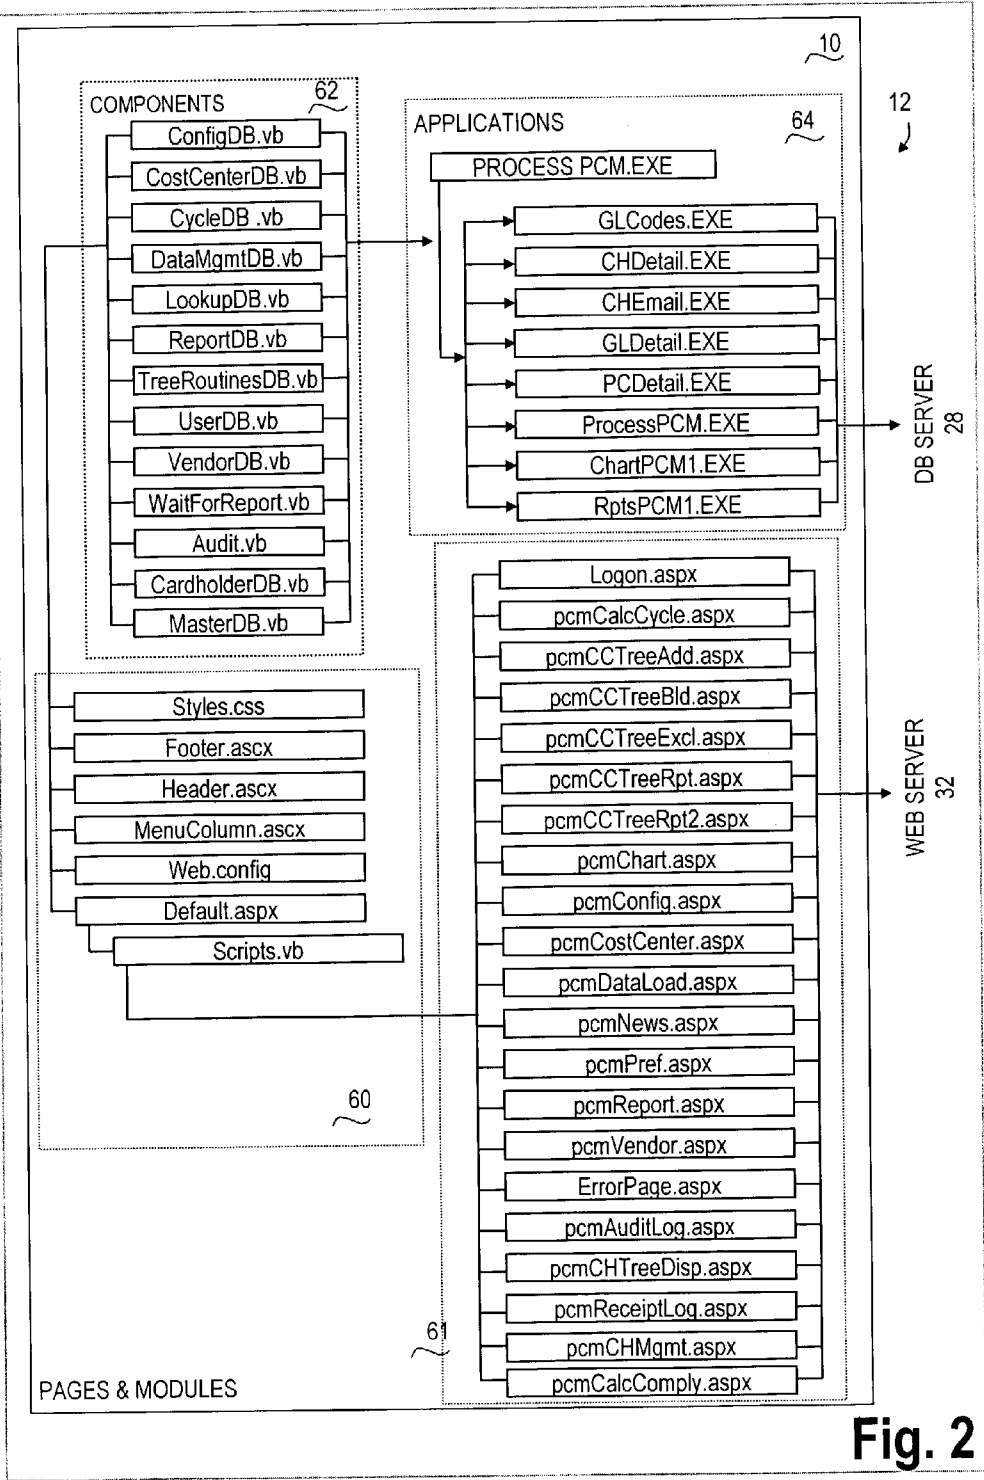 10
12
COMPONENTS
62
ConfigDB.vb
CostCenterDB.vb
CycleDB .vb
DataMgmtDB.vb
LookupDB.vb
ReportDB.vb
TreeRoutinesDB.vb
UserDB.vb
VendorDB.vb
WaitForReport.vb
Audit.vb
CardholderDB.vb
MasterDB.vb
APPLICATIONS
64
PROCESS PCM.EXE
GLCodes.EXE
CHDetail.EXE
CHEmail.EXE
GLDetail.EXE
PCDetail.EXE
ProcessPCM.EXE
ChartPCM1.EXE
RptsPCM1.EXE
DB SERVER
28
Styles.css
Footer.ascx
Header.ascx
MenuColumn.ascx
Web.config
Default.aspx
Scripts.vb
60
Logon.aspx
pcmCalcCycle.aspx
pcmCCTreeAdd.aspx
pcmCCTreeBld.aspx
pcmCCTreeExcl.aspx
pcmCCTreeRpt.aspx
pcmCCTreeRpt2.aspx
pcmChart.aspx
pcmConfig.aspx
pcmCostCenter.aspx
pcmDataLoad.aspx
pcmNews.aspx
pcmPref.aspx
pcmReport.aspx
pcmVendor.aspx
ErrorPage.aspx
pcmAuditLog.aspx
pcmCHTreeDisp.aspx
pcmReceiptLog.aspx
pcmCHMgmt.aspx
pcmCalcComply.aspx
61
WEB SERVER
32
PAGES & MODULES
Fig. 2